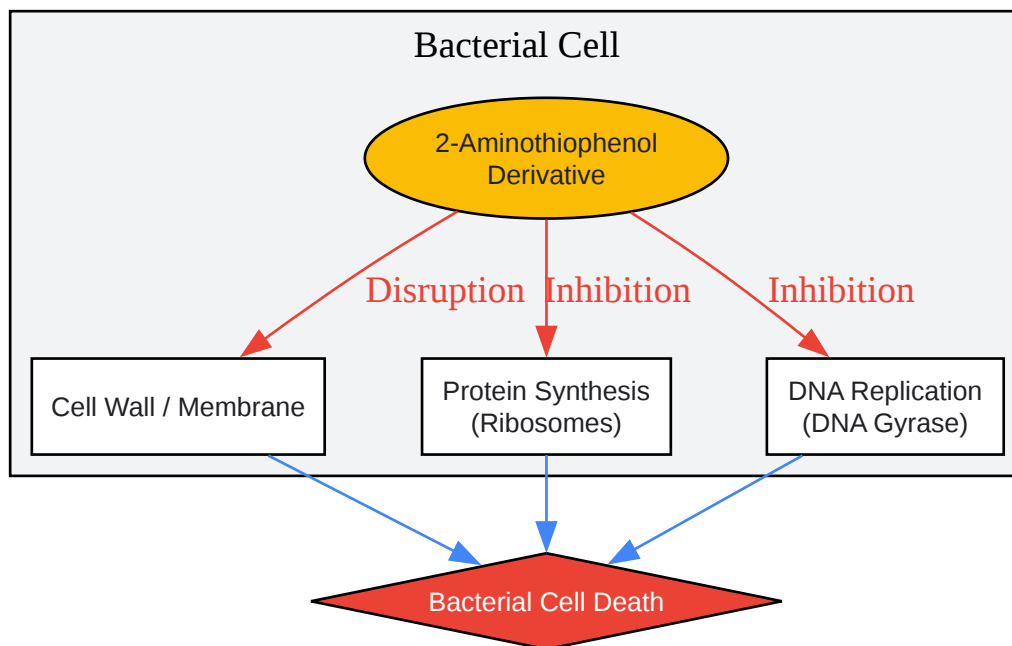 Bacterial Cell
2-Aminothiophenol
Derivative
Disruption
Inhibition
Inhibition
Cell Wall / Membrane
Protein Synthesis
(Ribosomes)
DNA Replication
(DNA Gyrase)
Bacterial Cell Death